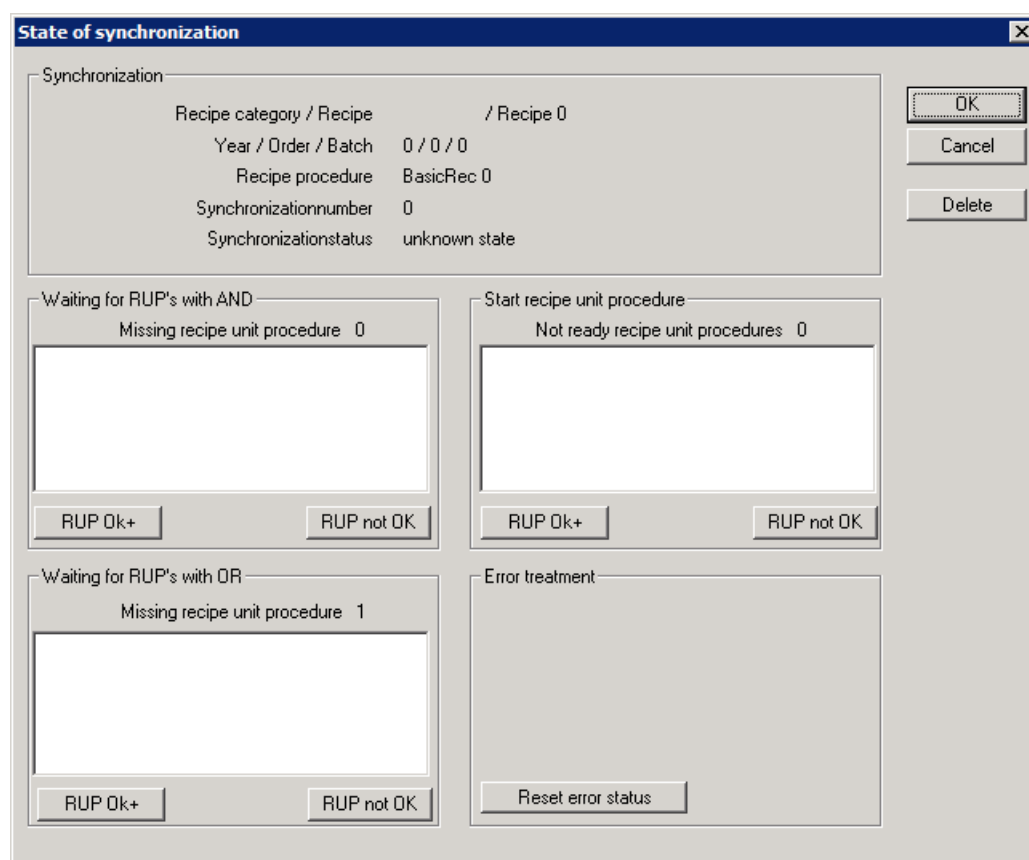 State of synchronization
Synchronization
Recipe category / Recipe / Recipe 0
Year / Order / Batch 0 / 0 / 0
Recipe procedure BasicRec 0
Synchronizationnumber 0
Synchronizationstatus unknown state
OK
Cancel
Delete
Waiting for RUP's with AND
Missing recipe unit procedure 0
RUP Ok+ RUP not OK
Start recipe unit procedure
Not ready recipe unit procedures 0
RUP Ok+ RUP not OK
Waiting for RUP's with OR
Missing recipe unit procedure 1
RUP Ok+ RUP not OK
Error treatment
Reset error status